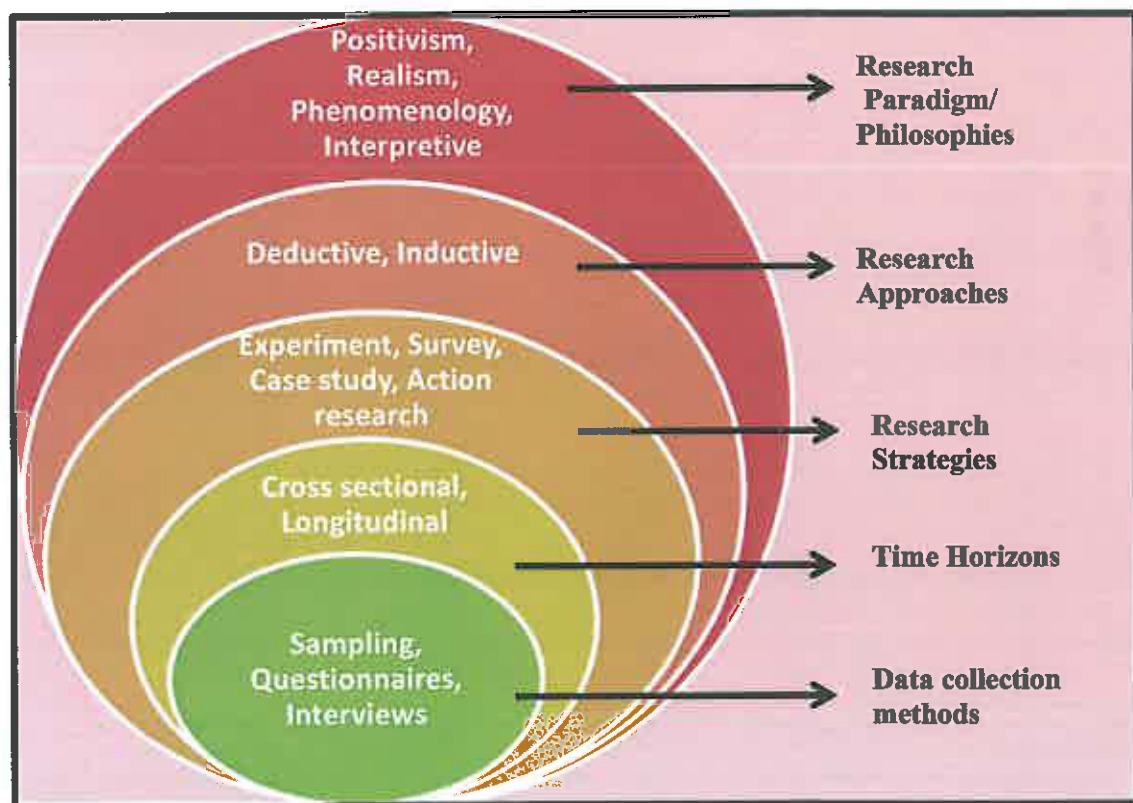 Positivism,
Realism,
Phenomenology,
Interpretive
Research
Paradigm/
Philosophies
Deductive, Inductive
Research
Approaches
Experiment, Survey,
Case study, Action
research
Research
Strategies
Cross sectional,
Longitudinal
Time Horizons
Sampling,
Questionnaires,
Interviews
Data collection
methods